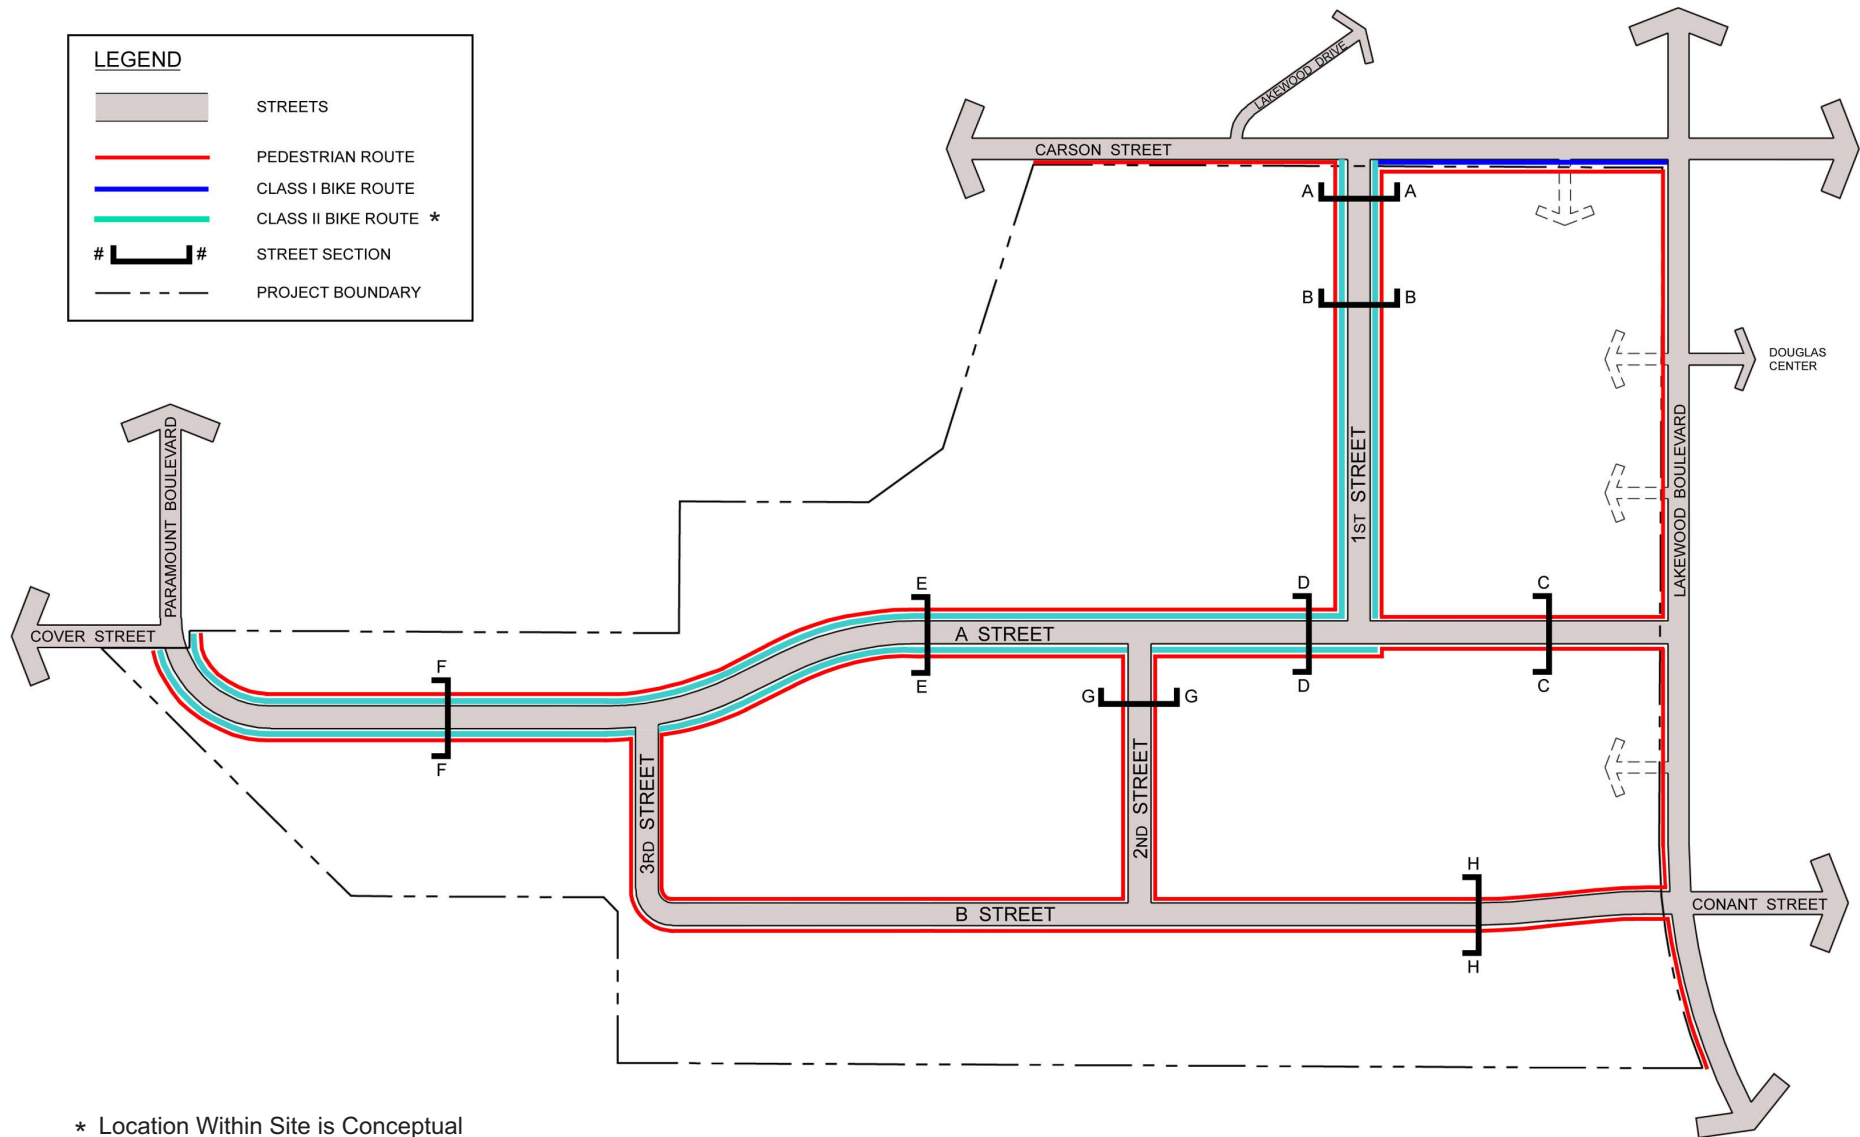 LEGEND
STREETS
PEDESTRIAN ROUTE
CLASS I BIKE ROUTE
CLASS II BIKE ROUTE *
# # STREET SECTION
PROJECT BOUNDARY
LAKEWOOD DRIVE
CARSON STREET
A A
B B
DOUGLAS
CENTER
PARAMOUNT BOULEVARD
1ST STREET
LAKEWOOD BOULEVARD
COVER STREET
E
D
C
A STREET
F
E
D
C
G G
F
3RD STREET
2ND STREET
H
B STREET
CONANT STREET
H
* Location Within Site is Conceptual